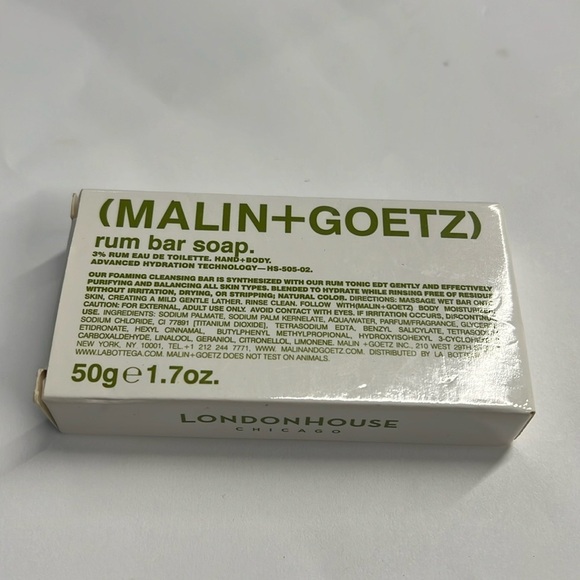 (MALIN+GOETZ)
rum bar soap.
3% RUM EAU DE TOILETTE. HAND+BODY.
ADVANCED HYDRATION TECHNOLOGY—HS-505-02.
OUR FOAMING CLEANSING BAR IS SYNTHESIZED WITH OUR RUM TONIC EDT GENTLY AND EFFECTIVELY
PURIFYING AND BALANCING ALL SKIN TYPES. BLENDED TO HYDRATE WHILE RINSING FREE OF RESIDUE
WITHOUT IRRITATION, DRYING, OR STRIPPING; NATURAL COLOR. DIRECTIONS: MASSAGE WET BAR ONTO
SKIN, CREATING A MILD GENTLE LATHER. RINSE CLEAN. FOLLOW WITH(MALIN+GOETZ) BODY MOISTURIZER.
CAUTION: FOR EXTERNAL, ADULT USE ONLY. AVOID CONTACT WITH EYES. IF IRRITATION OCCURS, DISCONTINUE
USE. INGREDIENTS: SODIUM PALMATE, SODIUM PALM KERNELATE, AQUA/WATER, PARFUM/FRAGRANCE, GLYCERIN,
SODIUM CHLORIDE, CI 77891 [TITANIUM DIOXIDE], TETRASODIUM EDTA, BENZYL SALICYLATE, TETRASODIUM
ETIDRONATE, HEXYL CINNAMAL, BUTYLPHENYL METHYLPROPIONAL, HYDROXYISOHEXYL 3-CYCLOHEXENE
CARBOXALDEHYDE, LINALOOL, GERANIOL, CITRONELLOL, LIMONENE. MALIN+GOETZ INC., 210 WEST 29TH
NEW YORK, NY 10001, TEL+1 212 244 7771, WWW.MALINANDGOETZ.COM. DISTRIBUTED BY LA BOTTEGA
WWW.LABOTTEGA.COM. MALIN+GOETZ DOES NOT TEST ON ANIMALS.
50g e 1.7oz.
LONDONHOUSE
CHICAGO